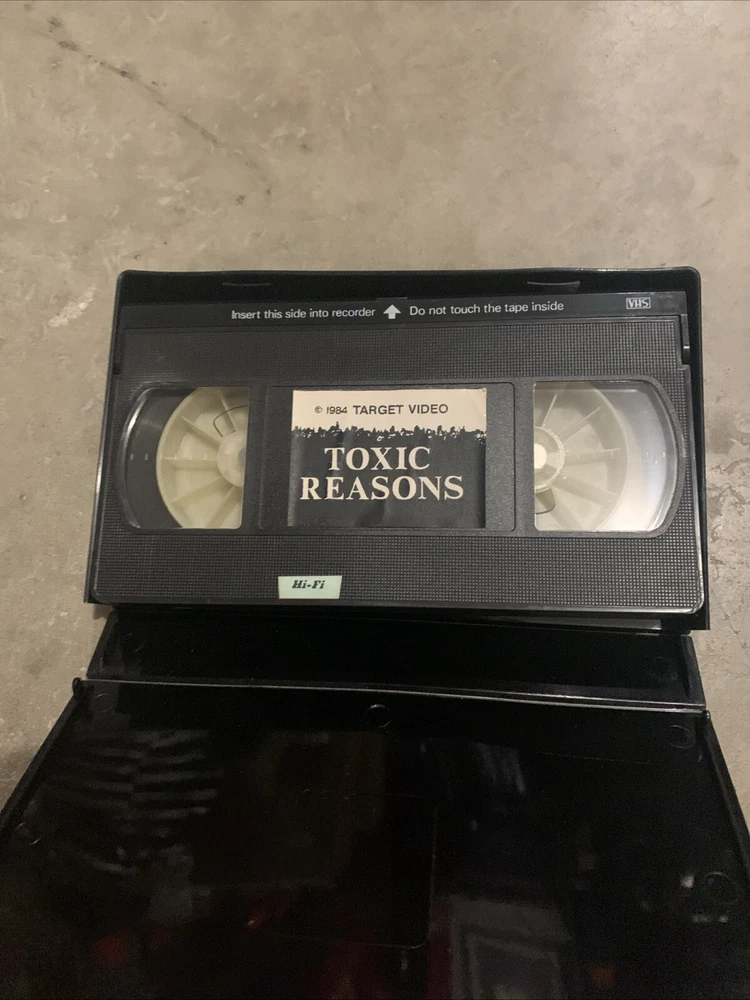 Insert this side into recorder Do not touch the tape inside VHS
© 1984 TARGET VIDEO
TOXIC
REASONS
Hi-Fi